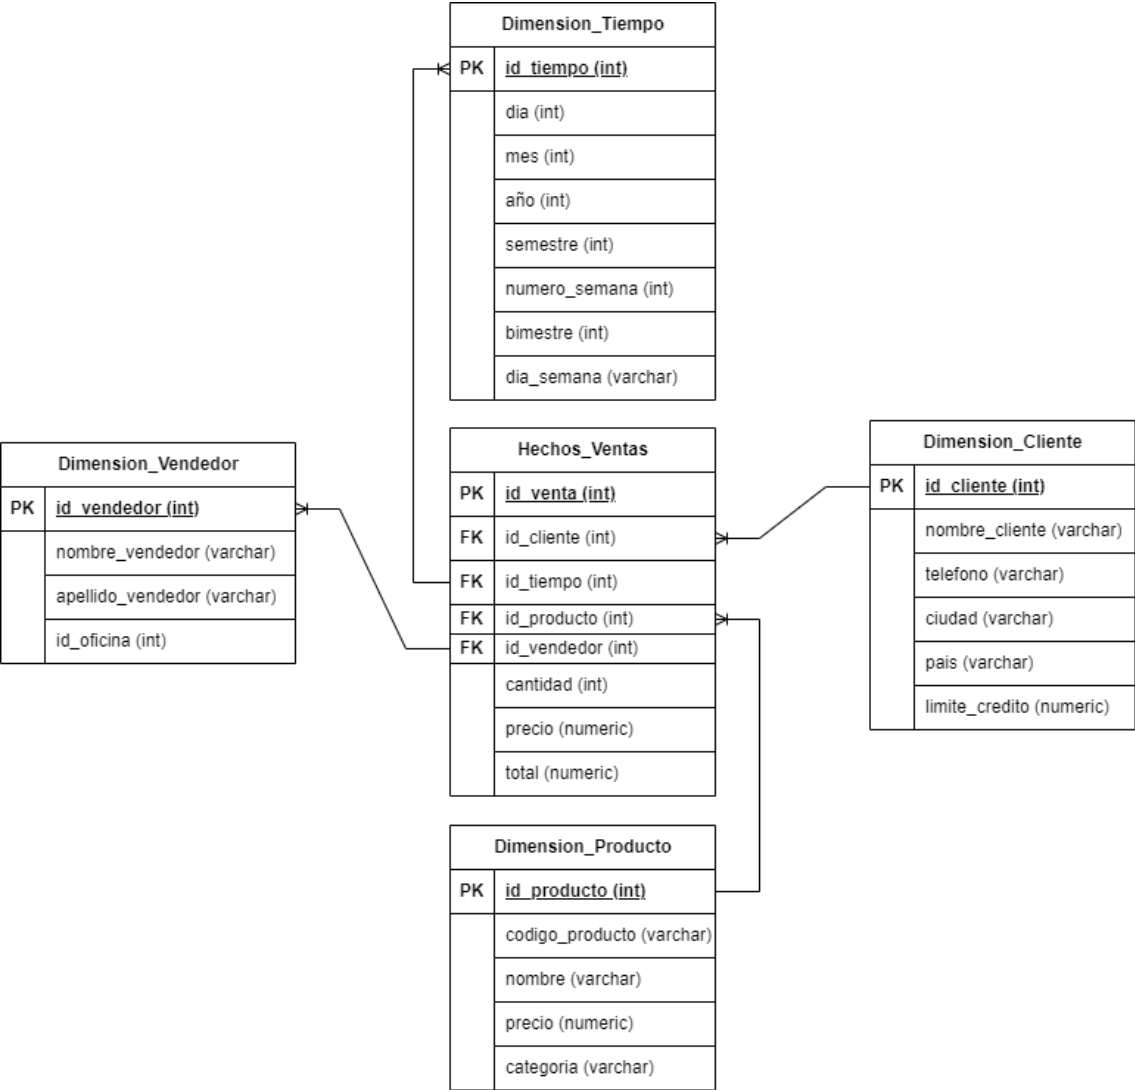 Dimension_Tiempo
PK id_tiempo (int)
dia (int)
mes (int)
año (int)
semestre (int)
numero_semana (int)
bimestre (int)
dia_semana (varchar)
Dimension_Vendedor
PK id_vendedor (int)
nombre_vendedor (varchar)
apellido_vendedor (varchar)
id_oficina (int)
Hechos_Ventas
PK id_venta (int)
FK id_cliente (int)
FK id_tiempo (int)
FK id_producto (int)
FK id_vendedor (int)
cantidad (int)
precio (numeric)
total (numeric)
Dimension_Cliente
PK id_cliente (int)
nombre_cliente (varchar)
telefono (varchar)
ciudad (varchar)
pais (varchar)
limite_credito (numeric)
Dimension_Producto
PK id_producto (int)
codigo_producto (varchar)
nombre (varchar)
precio (numeric)
categoria (varchar)